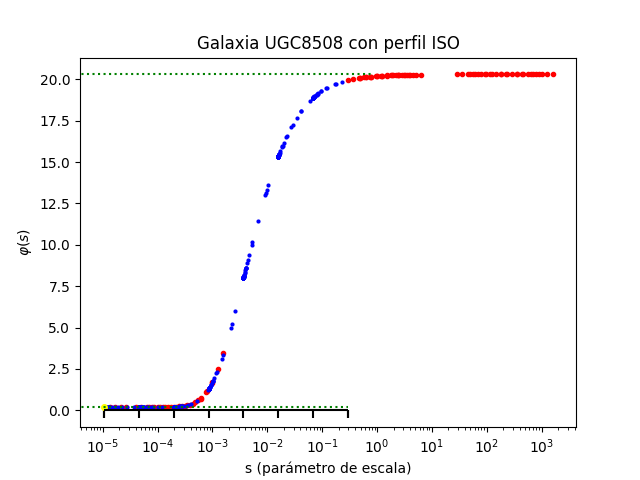 Galaxia UGC8508 con perfil ISO
20.0
17.5
15.0
12.5
10.0
7.5
5.0
2.5
0.0
φ(s)
10⁻⁵ 10⁻⁴ 10⁻³ 10⁻² 10⁻¹ 10⁰ 10¹ 10² 10³
s (parámetro de escala)